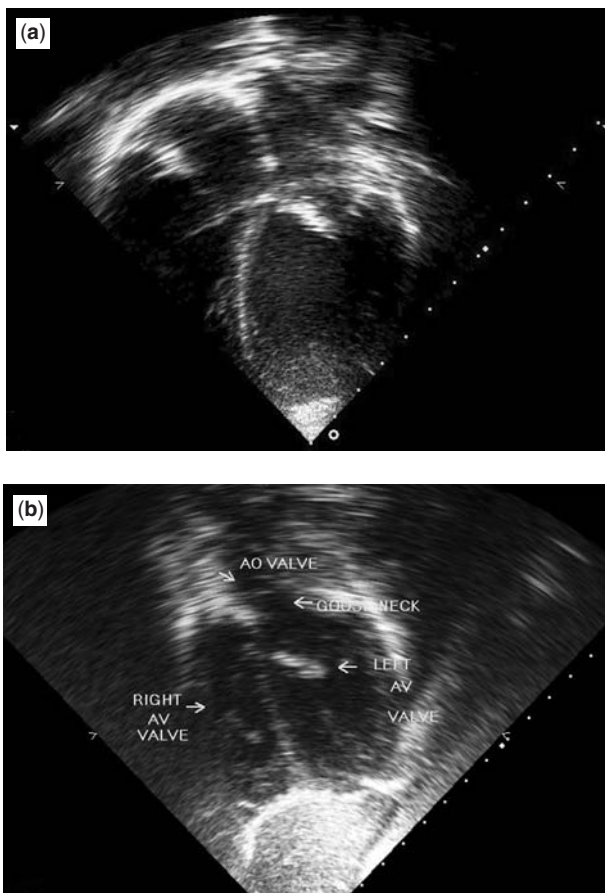 (a)
(b)
AO VALVE
GOOSE NECK
LEFT
AV
VALVE
RIGHT
AV
VALVE